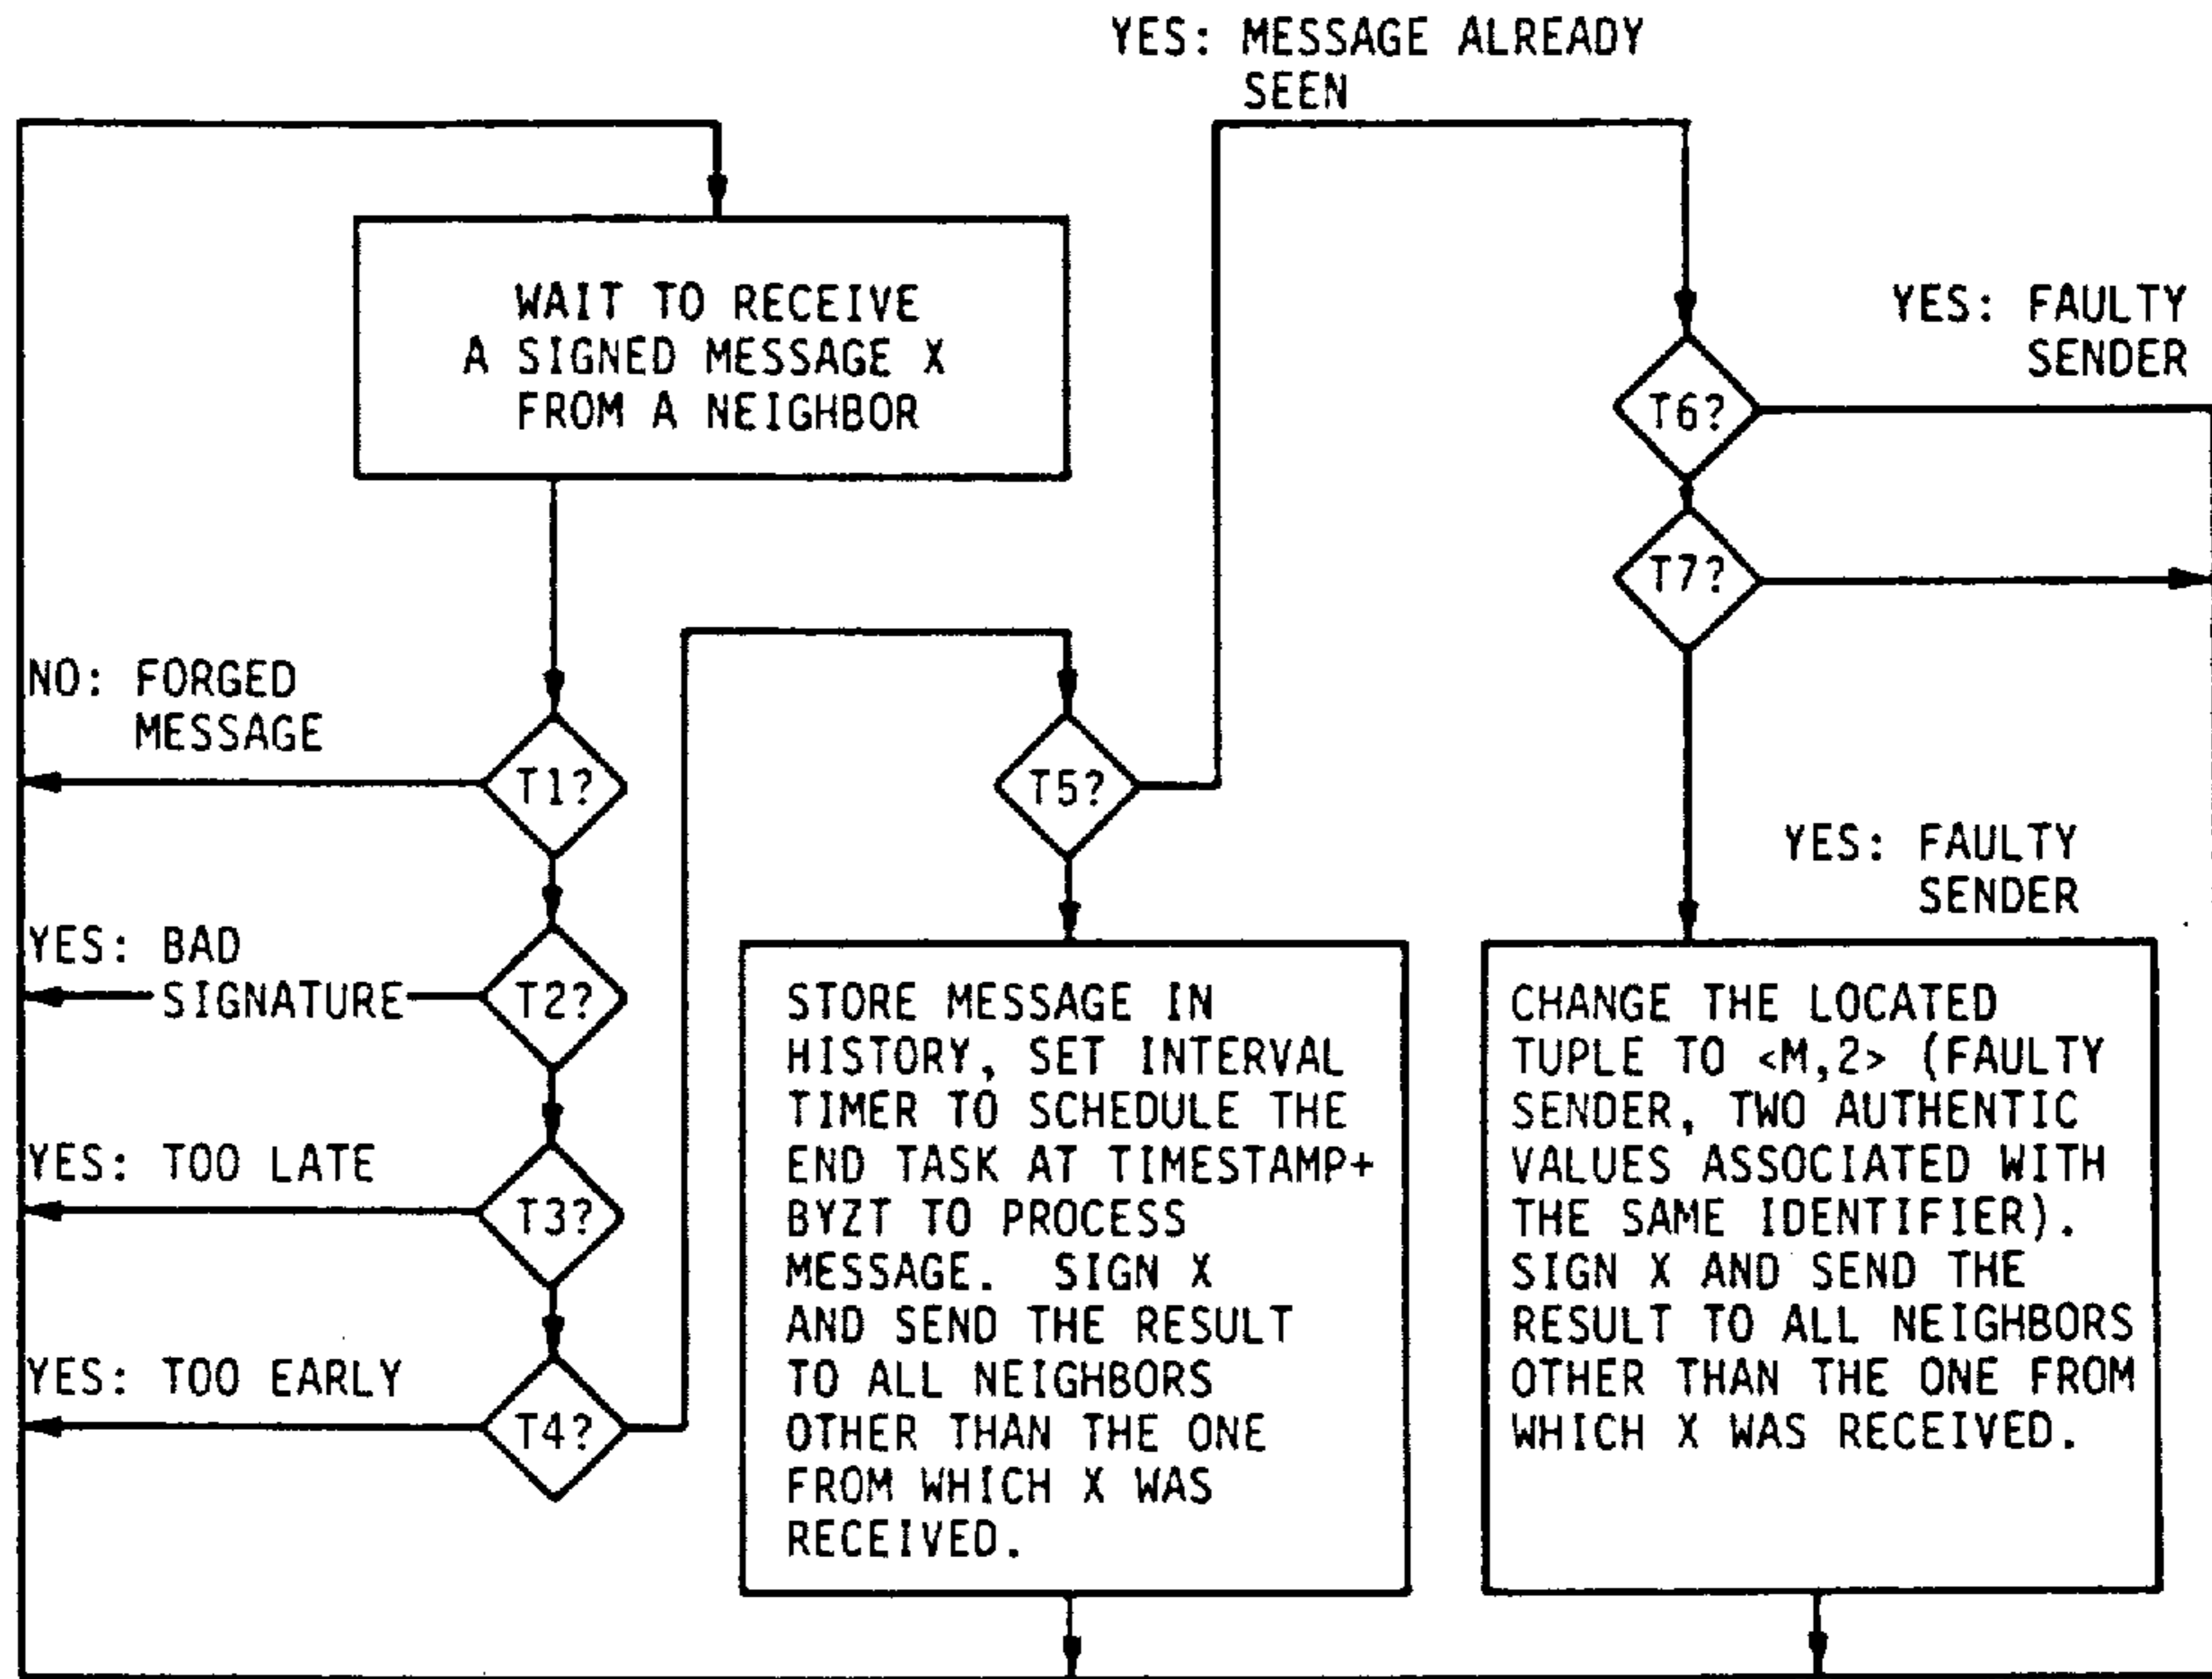 YES: MESSAGE ALREADY
SEEN
WAIT TO RECEIVE
A SIGNED MESSAGE X
FROM A NEIGHBOR
YES: FAULTY
SENDER
T6?
T7?
NO: FORGED
MESSAGE
T1?
T5?
YES: FAULTY
SENDER
YES: BAD
SIGNATURE
T2?
YES: TOO LATE
T3?
YES: TOO EARLY
T4?
STORE MESSAGE IN
HISTORY, SET INTERVAL
TIMER TO SCHEDULE THE
END TASK AT TIMESTAMP+
BYZT TO PROCESS
MESSAGE. SIGN X
AND SEND THE RESULT
TO ALL NEIGHBORS
OTHER THAN THE ONE
FROM WHICH X WAS
RECEIVED.
CHANGE THE LOCATED
TUPLE TO <M,2> (FAULTY
SENDER, TWO AUTHENTIC
VALUES ASSOCIATED WITH
THE SAME IDENTIFIER).
SIGN X AND SEND THE
RESULT TO ALL NEIGHBORS
OTHER THAN THE ONE FROM
WHICH X WAS RECEIVED.